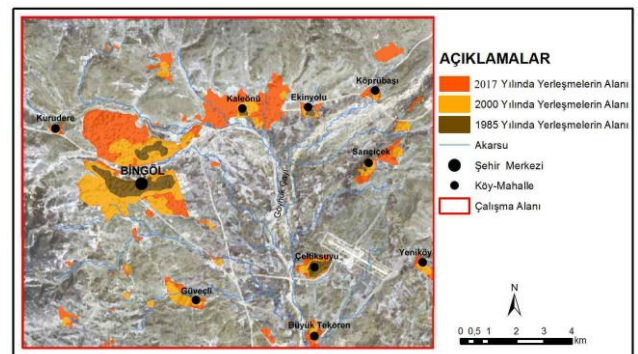 Köprübaşı
Kaleönü
Ekinyolu
Kurudere
Sarıçiçek
BİNGÖL
Göynük Çayı
Çeltiksuyu
Yeniköy
Güveçli
Büyük Tekören
AÇIKLAMALAR
2017 Yılında Yerleşmelerin Alanı
2000 Yılında Yerleşmelerin Alanı
1985 Yılında Yerleşmelerin Alanı
Akarsu
Şehir Merkezi
Köy-Mahalle
Çalışma Alanı
N
0 0,5 1 2 3 4
km